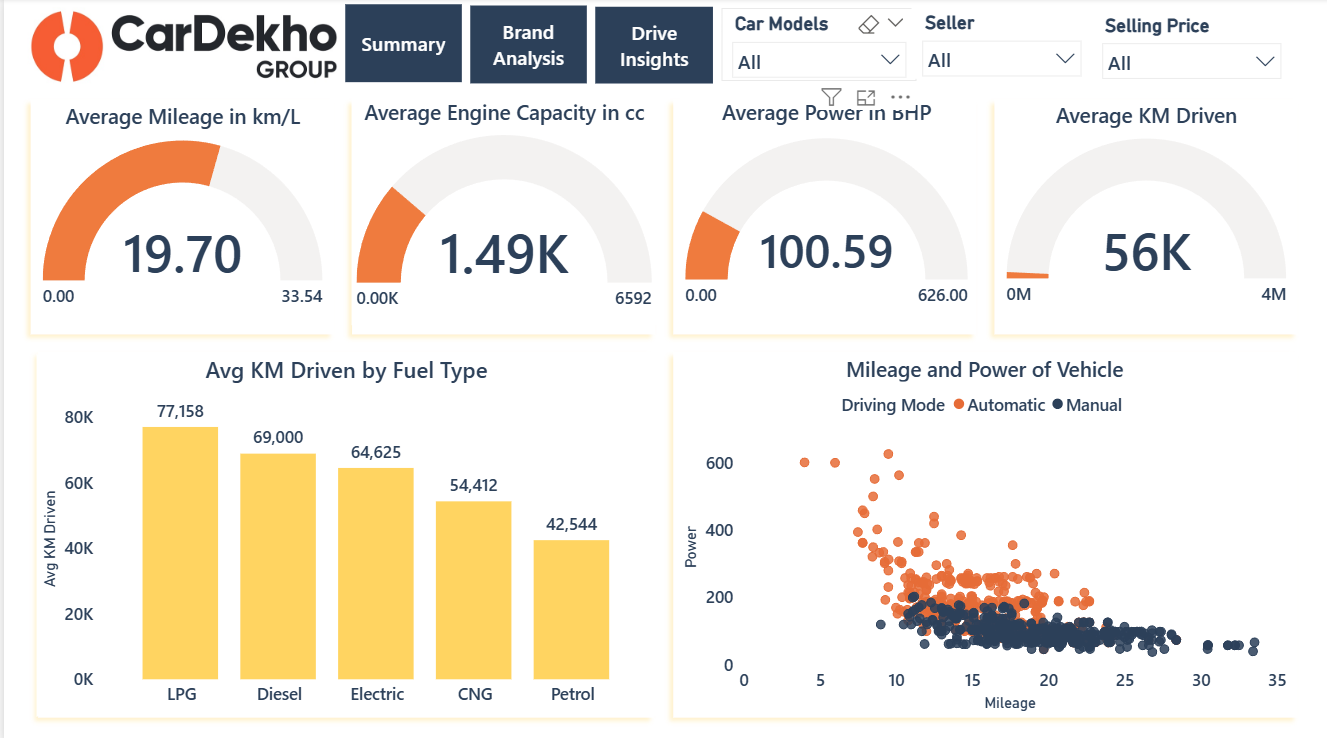 CarDekho
GROUP
Summary
Brand
Analysis
Drive
Insights
Car Models
All
Seller
All
Selling Price
All
Average Mileage in km/L
19.70
0.00
33.54
Average Engine Capacity in cc
1.49K
0.00K
6592
Average Power in BHP
100.59
0.00
626.00
Average KM Driven
56K
0M
4M
Avg KM Driven by Fuel Type
Avg KM Driven
80K
60K
40K
20K
0K
77,158
69,000
64,625
54,412
42,544
LPG
Diesel
Electric
CNG
Petrol
Mileage and Power of Vehicle
Driving Mode Automatic Manual
Power
600
400
200
0
0 5 10 15 20 25 30 35
Mileage